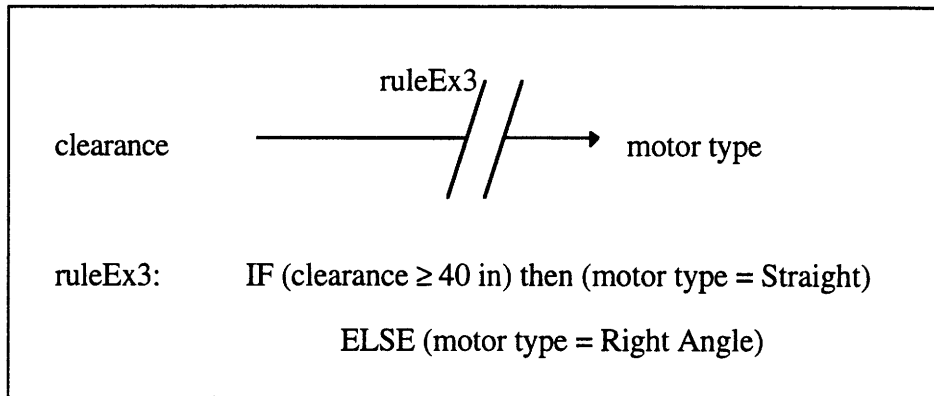 ruleEx3
clearance motor type
ruleEx3: IF (clearance ≥ 40 in) then (motor type = Straight)
ELSE (motor type = Right Angle)